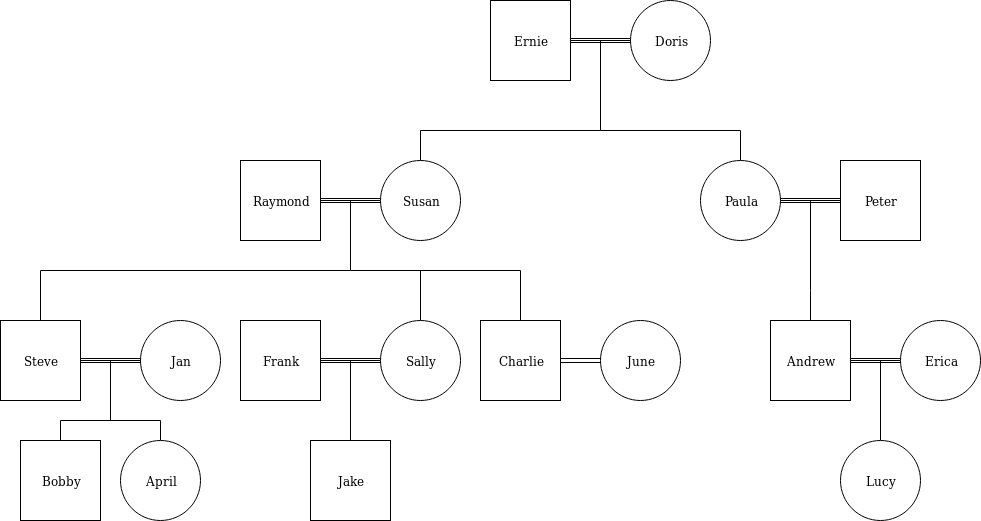 Ernie
Doris
Raymond
Susan
Paula
Peter
Steve
Jan
Frank
Sally
Charlie
June
Andrew
Erica
Bobby
April
Jake
Lucy